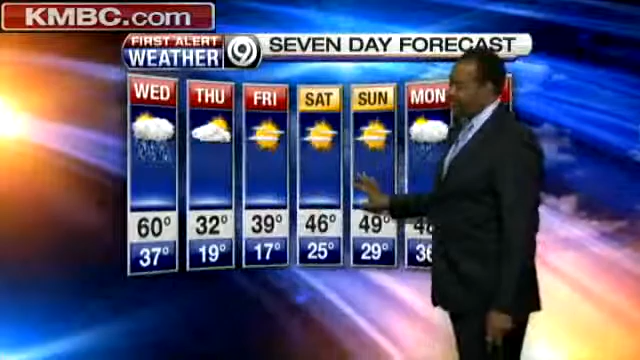 KMBC.com
FIRST ALERT
WEATHER 9
SEVEN DAY FORECAST
WED THU FRI SAT SUN MON
60° 32° 39° 46° 49°
37° 19° 17° 25° 29° 36